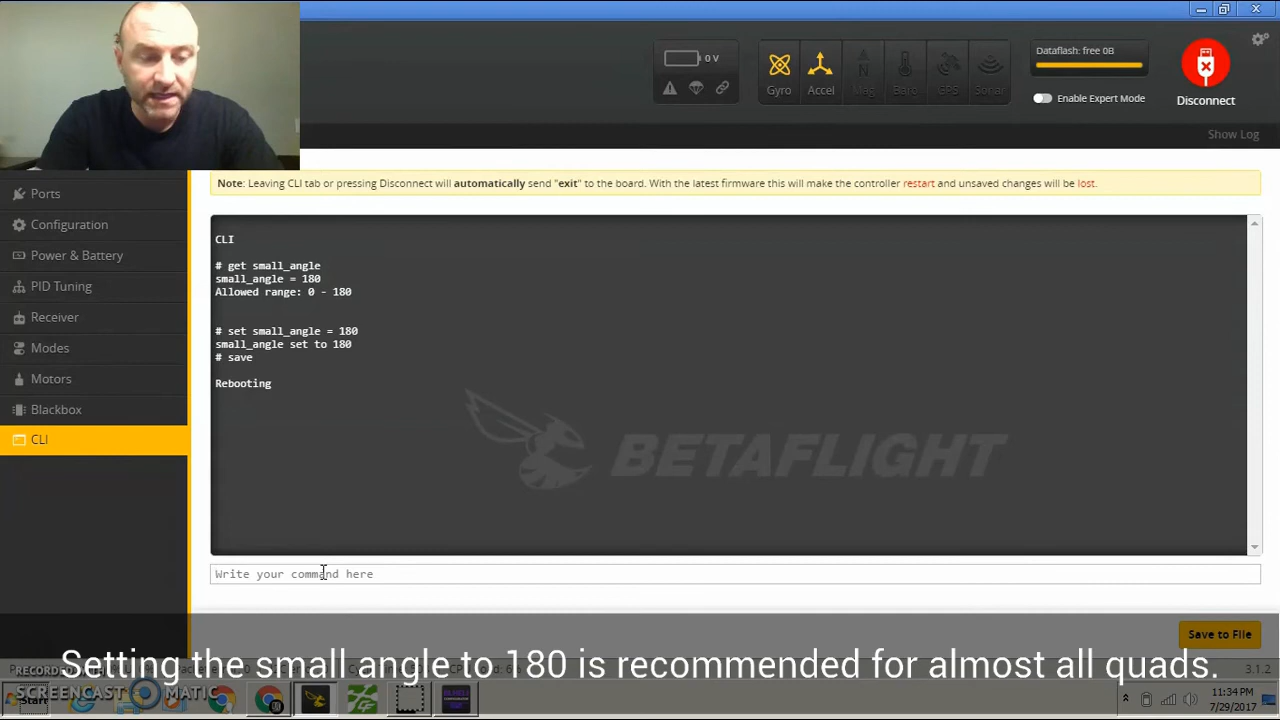 0 V
Gyro
Accel
Mag
Baro
GPS
Sonar
Dataflash: free 0B
Enable Expert Mode
Disconnect
Show Log
Note: Leaving CLI tab or pressing Disconnect will automatically send "exit" to the board. With the latest firmware this will make the controller restart and unsaved changes will be lost.
Ports
Configuration
Power & Battery
PID Tuning
Receiver
Modes
Motors
Blackbox
CLI
CLI
# get small_angle
small_angle = 180
Allowed range: 0 - 180
# set small_angle = 180
small_angle set to 180
# save
Rebooting
BETAFLIGHT
Write your command here
Save to File
Setting the small angle to 180 is recommended for almost all quads.
3.1.2
RECORDED WITH
SCREENCAST MATIC
Start
11:34 PM
7/29/2017